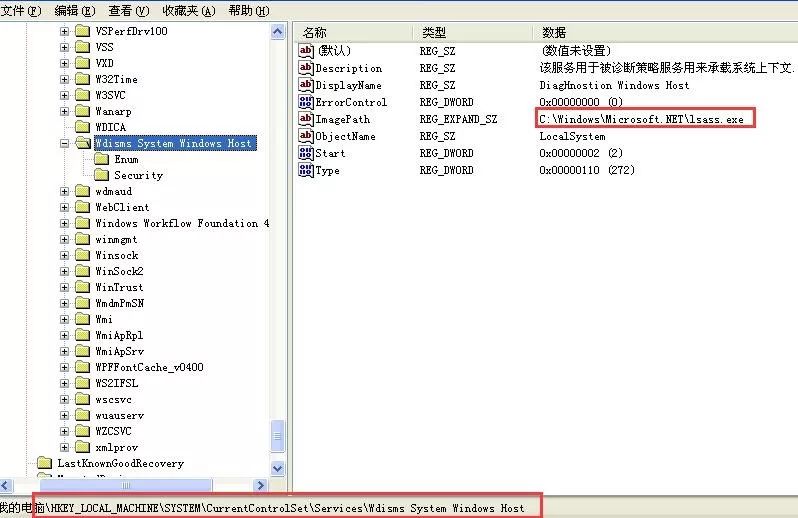 文件(F) 编辑(E) 查看(V) 收藏夹(A) 帮助(H)
VSPerfDrv100
VSS
VXD
W32Time
W3SVC
Wanarp
WDICA
Wdisms System Windows Host
Enum
Security
wdmaud
WebClient
Windows Workflow Foundation 4
winmgmt
Winsock
WinSock2
WinTrust
WmdmPmSN
Wmi
WmiApRpl
WmiApSrv
WPFFontCache_v0400
WS2IFSL
wscsvc
wuauserv
WZCSVC
xmlprov
LastKnownGoodRecovery
名称 类型 数据
(默认) REG_SZ (数值未设置)
Description REG_SZ 该服务用于被诊断策略服务用来承载系统上下文.
DisplayName REG_SZ DiagHnostion Windows Host
ErrorControl REG_DWORD 0x00000000 (0)
ImagePath REG_EXPAND_SZ C:\Windows\Microsoft.NET\lsass.exe
ObjectName REG_SZ LocalSystem
Start REG_DWORD 0x00000002 (2)
Type REG_DWORD 0x00000110 (272)
我的电脑\HKEY_LOCAL_MACHINE\SYSTEM\CurrentControlSet\Services\Wdisms System Windows Host